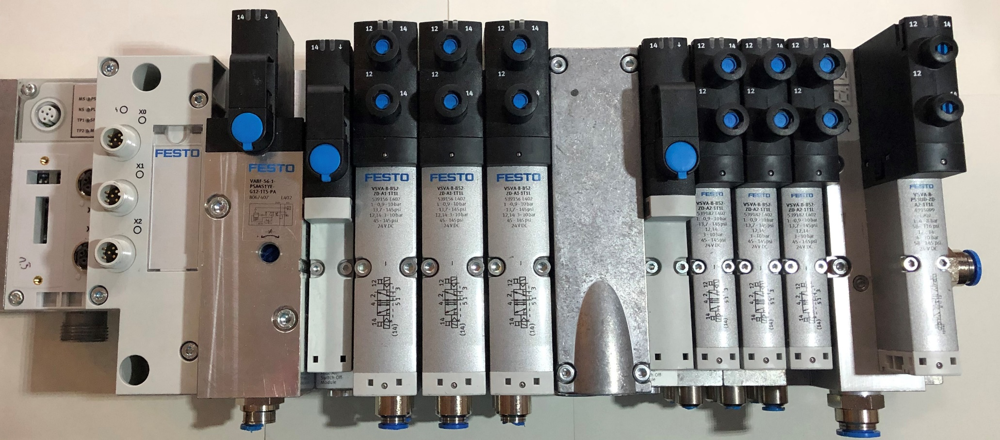 MS PS
NS PL
TP1 SF
TP2 M
X0
X1
X2
FESTO
n.5
14 ↓
FESTO
VABF-S6-1-
P5A4S1YE-
G12-1T5-PA
8067407 L402
14 ↓
Switch-Off-
Module
12 14
12 14
FESTO
VSVA-B-B52-
ZD-A1-1T1L
539156 L402
1: -0,9-10bar
-13,7-145psi
12,14: 3-10bar
45-145psi
24V DC
12
4 2
14
5 1 3
(14)
12 14
12 14
FESTO
VSVA-B-B52-
ZD-A1-1T1L
539156 L402
1: -0,9-10bar
-13,7-145psi
12,14: 3-10bar
45-145psi
24V DC
12
4 2
14
5 1 3
(14)
12 14
12 4
FESTO
VSVA-B-B52-
ZD-A1-1T1L
539156 L402
1: -0,9-10bar
-13,7-145psi
12,14: 3-10bar
45-145psi
24V DC
12
4 2
14
5 1 3
(14)
14 ↓
12 14
12
FESTO
VSVA-B-B52-
ZD-A2-1T1L
539182 L402
1: -0,9-10bar
-13,7-145psi
12,14:
3-10bar
45-145psi
24V DC
12
4 2
14
5 1 3
(14)
12 14
12
FESTO
VSVA-B-B52-
ZD-A2-1T1L
539182 L402
1: -0,9-10bar
-13,7-145psi
12,14:
3-10bar
45-145psi
24V DC
12
4 2
14
5 1 3
(14)
12 14
12
FESTO
VSVA-B-B52-
ZD-A2-1T1L
539182 L402
1: -0,9-10bar
-13,7-145psi
12,14:
3-10bar
45-145psi
24V DC
12
4 2
14
5 1 3
(14)
12 14
12 14
FESTO
VSVA-B-
P53UD-ZD-
A2-1T1L
L202
58-116psi
12, 14:
58-145psi
24V DC